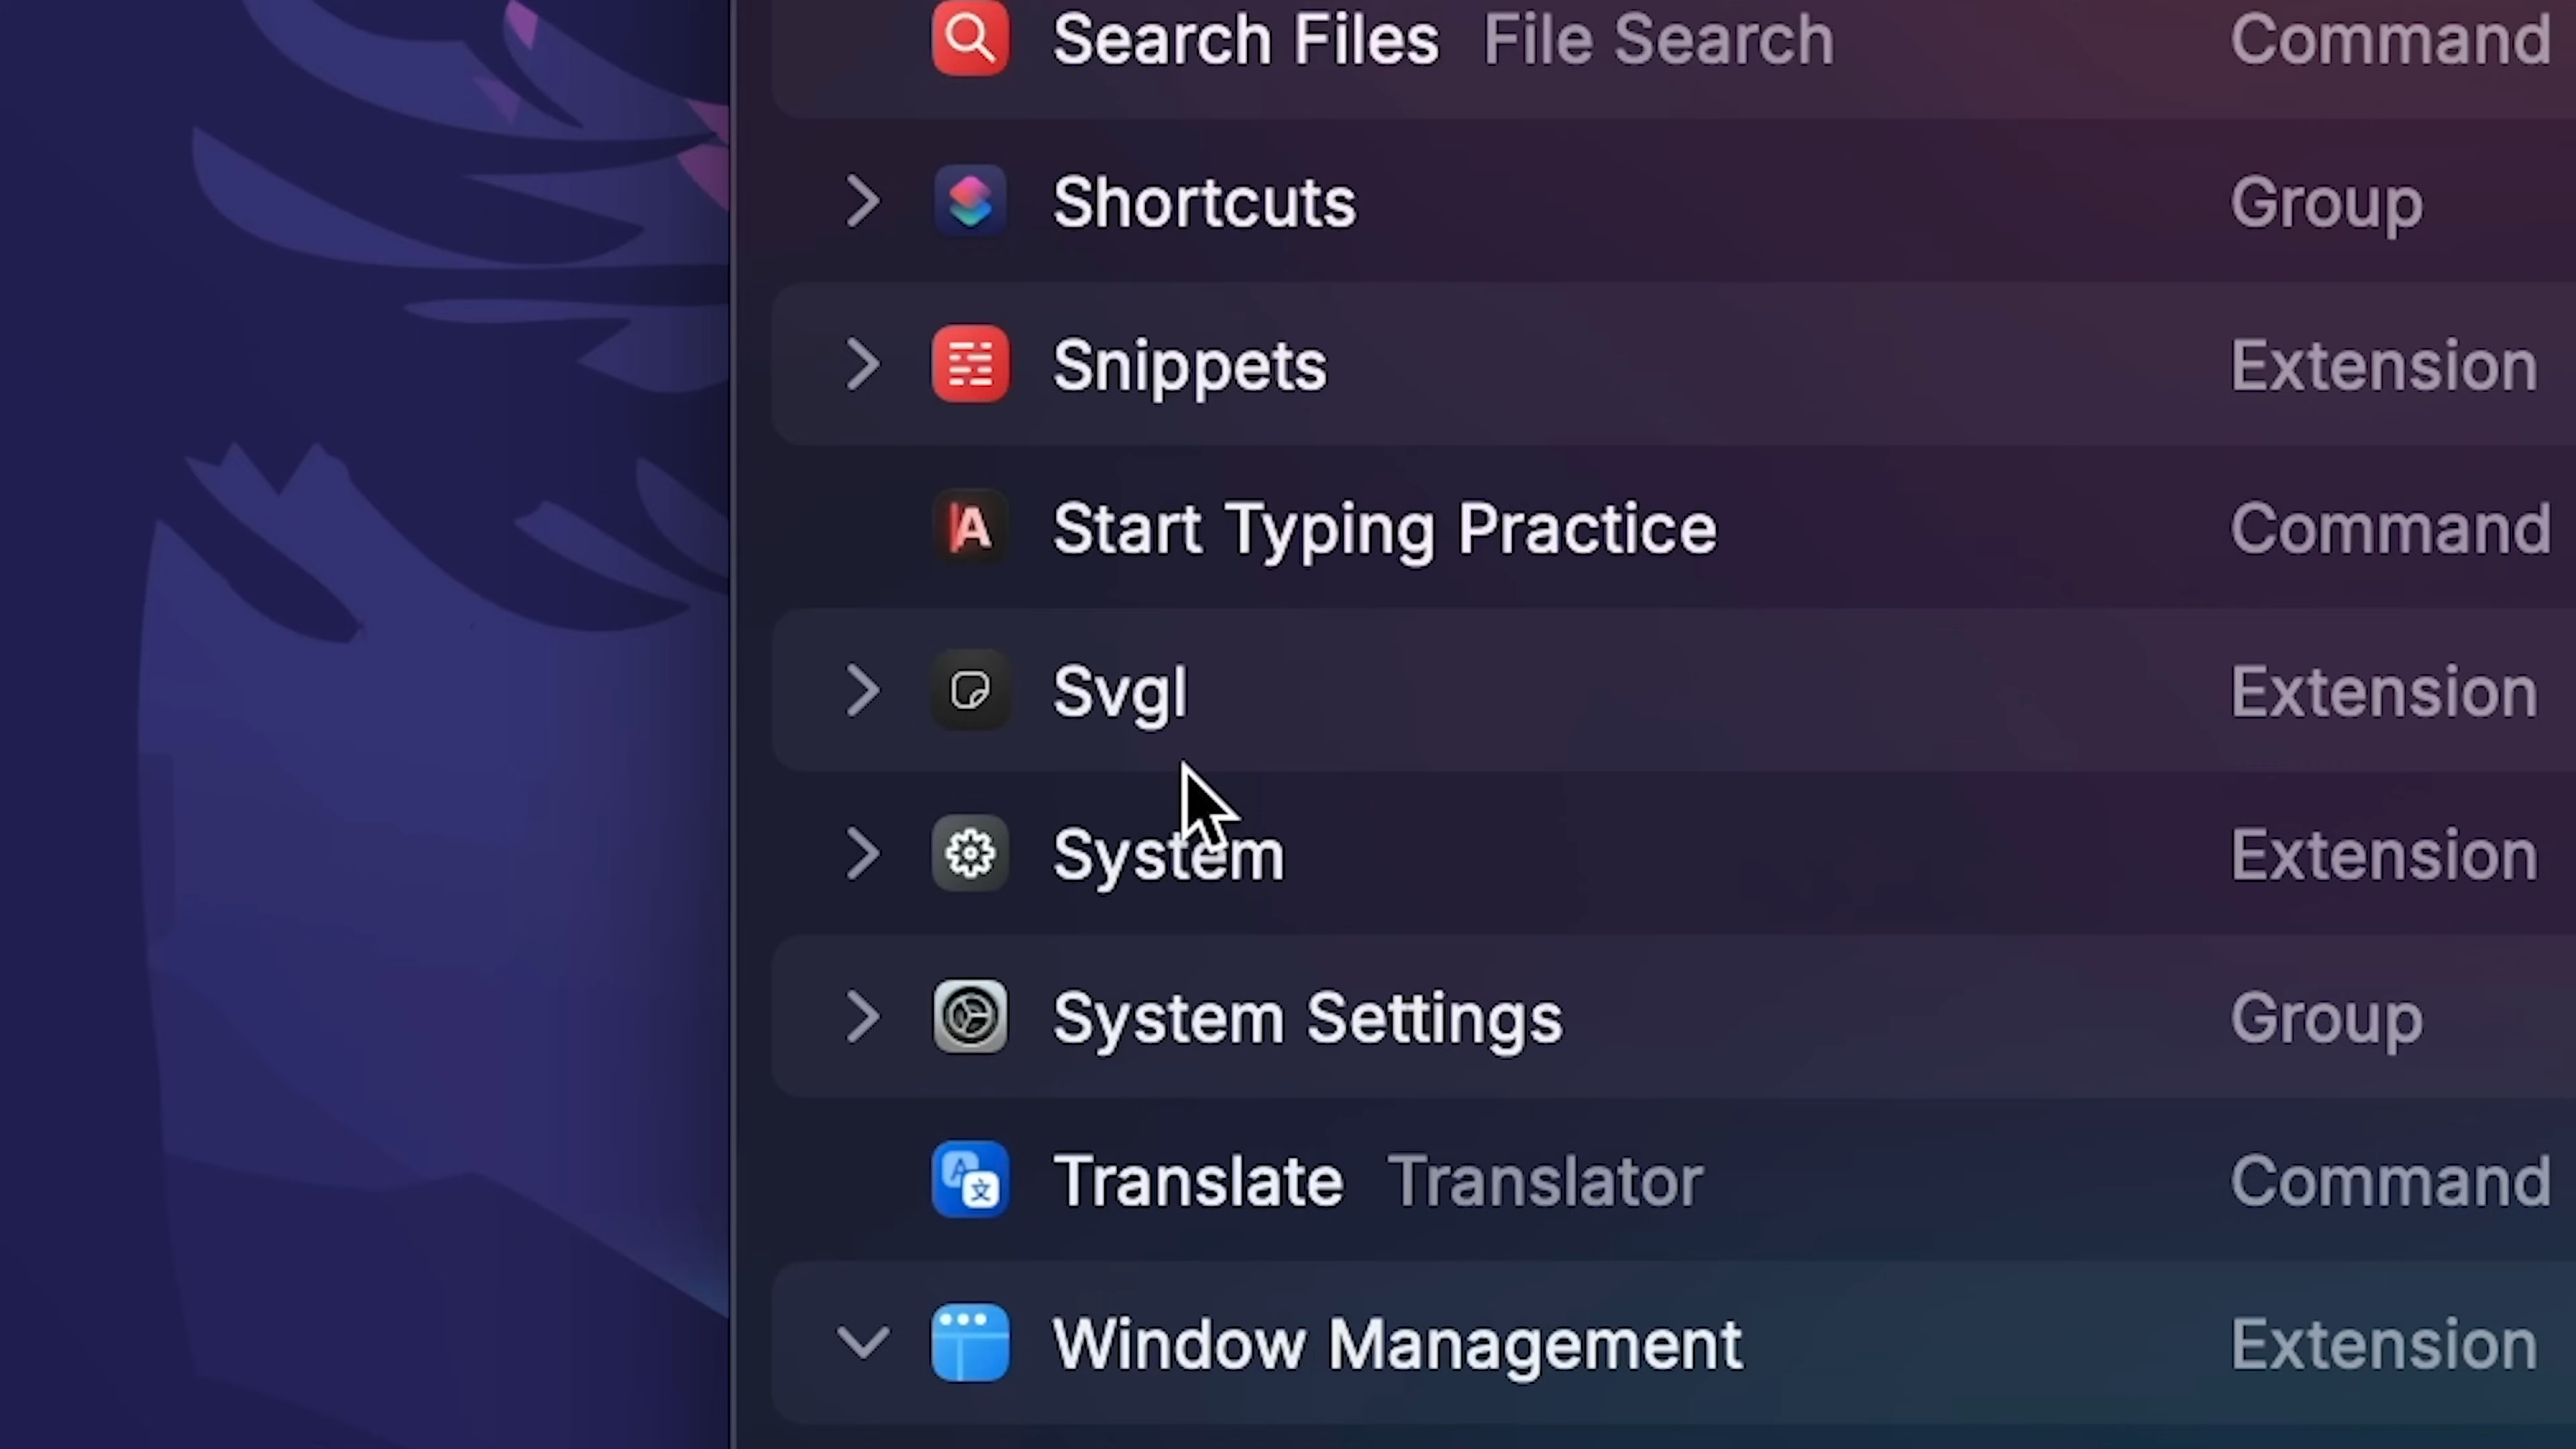 Search Files File Search Command
Shortcuts Group
Snippets Extension
A Start Typing Practice Command
Svgl Extension
System Extension
System Settings Group
A 文 Translate Translator Command
Window Management Extension